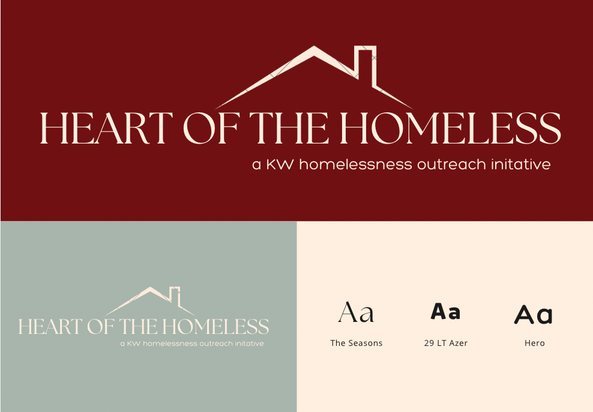 HEART OF THE HOMELESS
a KW homelessness outreach initative
HEART OF THE HOMELESS
a KW homelessness outreach initative
Aa Aa Aa
The Seasons 29 LT Azer Hero